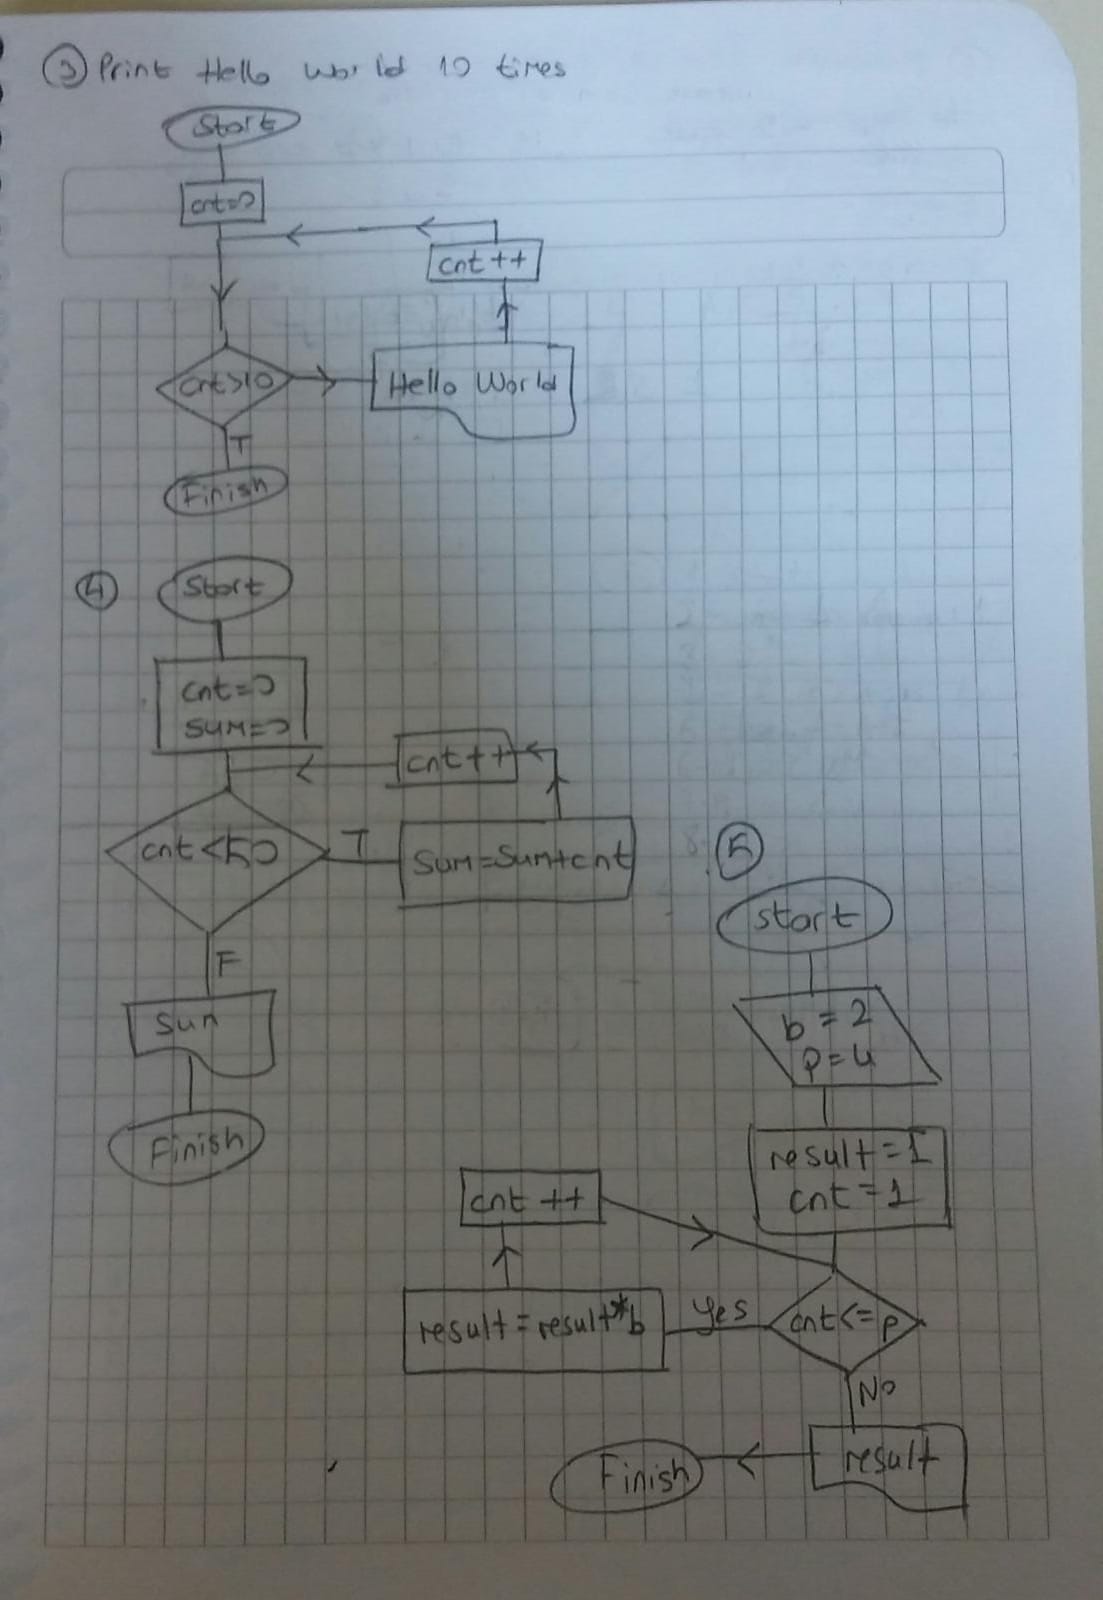 ③ Print Hello World 10 times
Start
cnt=0
cnt ++
cnt>10
Hello World
T
Finish
④
Start
cnt=0
sum=0
cnt++
cnt<50
T
Sum=Sum+cnt
F
Sum
Finish
⑤
start
b = 2
p = 4
result=1
cnt=1
cnt ++
cnt<=p
Yes
result=result*b
No
result
Finish